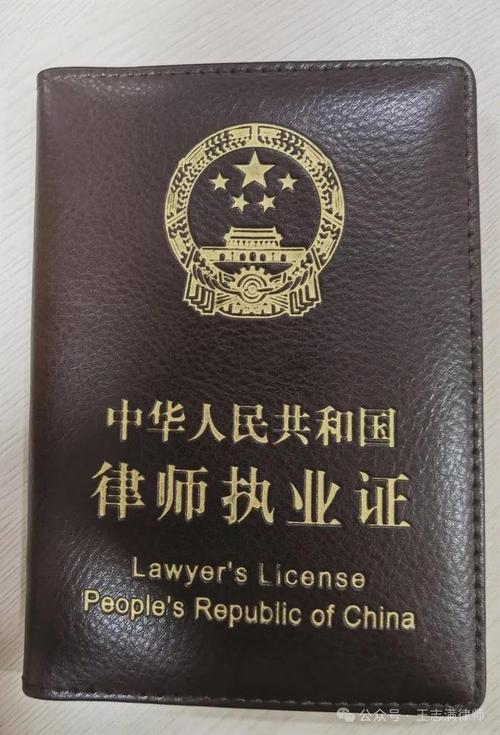 中华人民共和国
律师执业证
Lawyer's License
People's Republic of China
公众号 · 王志满律师